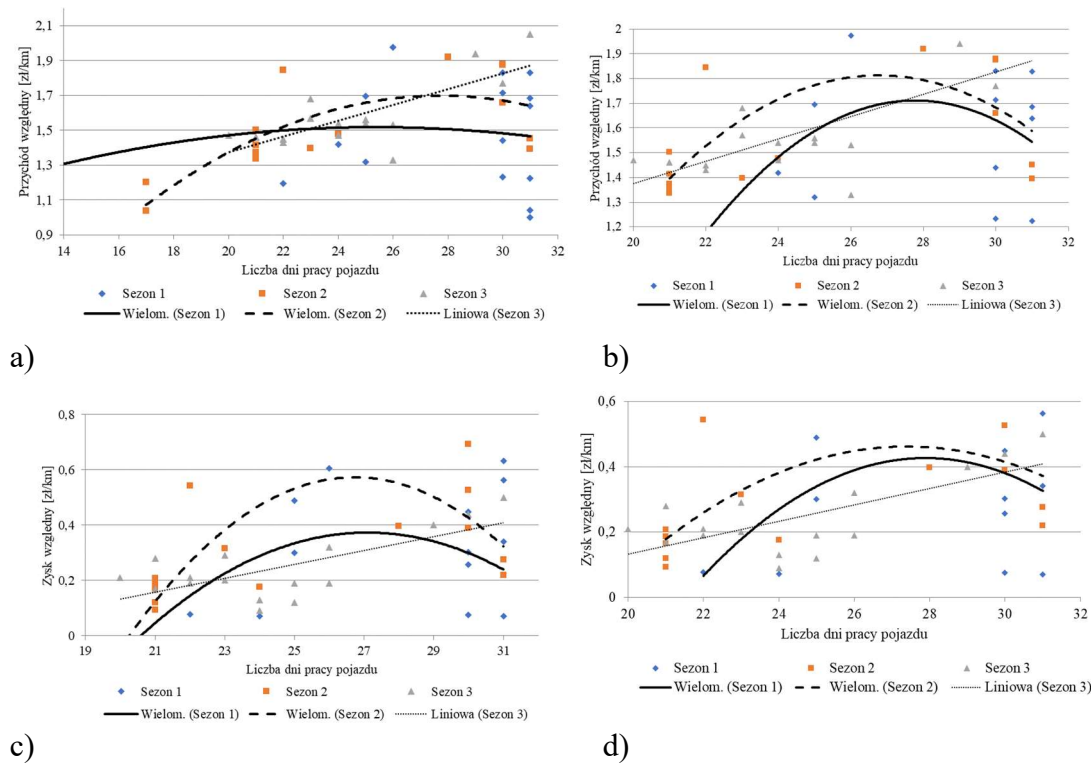 Przychód względny [zł/km]
2,1
1,9
1,7
1,5
1,3
1,1
0,9
14 16 18 20 22 24 26 28 30 32
Liczba dni pracy pojazdu
Sezon 1 Sezon 2 Sezon 3
Wielom. (Sezon 1) Wielom. (Sezon 2) Liniowa (Sezon 3)
a)
Przychód względny [zł/km]
2
1,9
1,8
1,7
1,6
1,5
1,4
1,3
1,2
20 22 24 26 28 30 32
Liczba dni pracy pojazdu
Sezon 1 Sezon 2 Sezon 3
Wielom. (Sezon 1) Wielom. (Sezon 2) Liniowa (Sezon 3)
b)
Zysk względny [zł/km]
0,8
0,6
0,4
0,2
0
19 21 23 25 27 29 31
Liczba dni pracy pojazdu
Sezon 1 Sezon 2 Sezon 3
Wielom. (Sezon 1) Wielom. (Sezon 2) Liniowa (Sezon 3)
c)
Zysk względny [zł/km]
0,6
0,4
0,2
0
20 22 24 26 28 30 32
Liczba dni pracy pojazdu
Sezon 1 Sezon 2 Sezon 3
Wielom. (Sezon 1) Wielom. (Sezon 2) Liniowa (Sezon 3)
d)